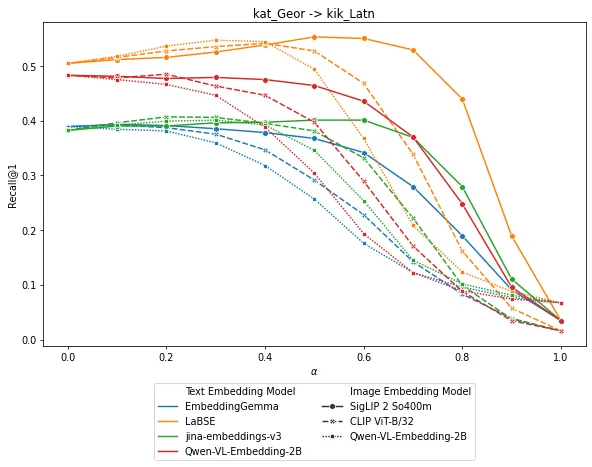 kat_Geor -> kik_Latn
Recall@1
0.5
0.4
0.3
0.2
0.1
0.0
0.0 0.2 0.4 0.6 0.8 1.0
α
Text Embedding Model
EmbeddingGemma
LaBSE
jina-embeddings-v3
Qwen-VL-Embedding-2B
Image Embedding Model
SigLIP 2 So400m
CLIP ViT-B/32
Qwen-VL-Embedding-2B